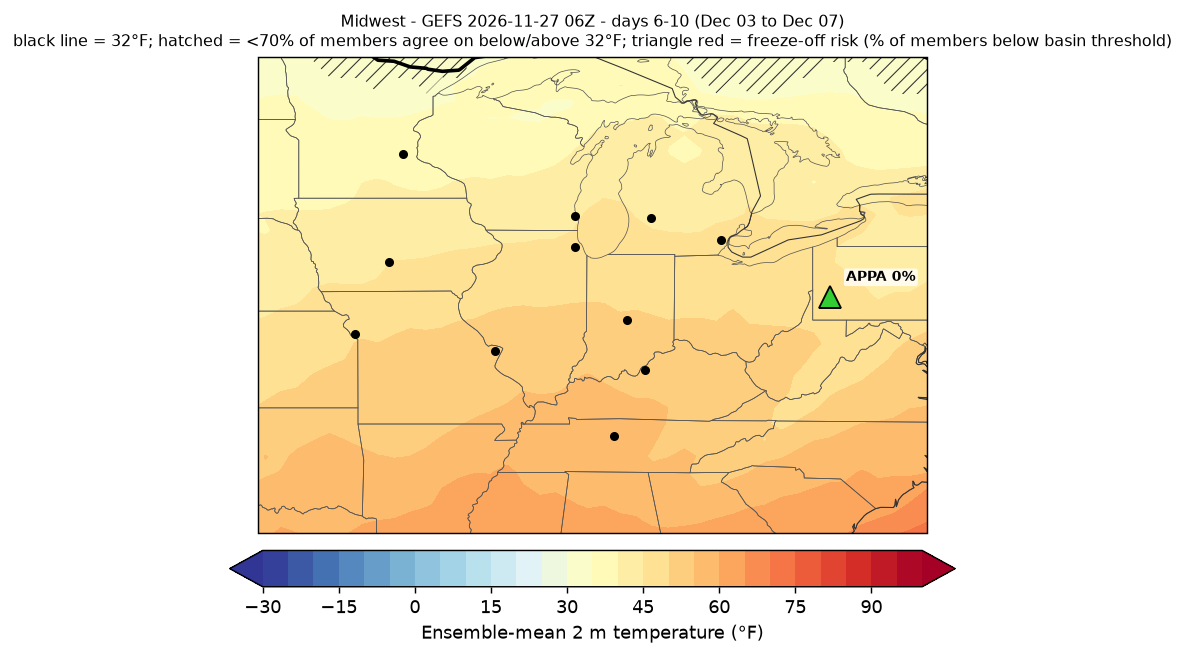 Midwest - GEFS 2026-11-27 06Z - days 6-10 (Dec 03 to Dec 07)
black line = 32°F; hatched = <70% of members agree on below/above 32°F; triangle red = freeze-off risk (% of members below basin threshold)
APPA 0%
−30 −15 0 15 30 45 60 75 90
Ensemble-mean 2 m temperature (°F)